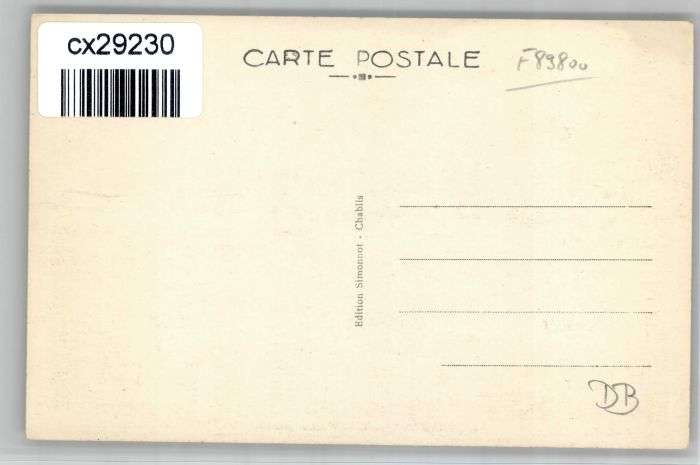 cx29230
CARTE POSTALE
F89800
Edition Simonnot - Chablis
DB